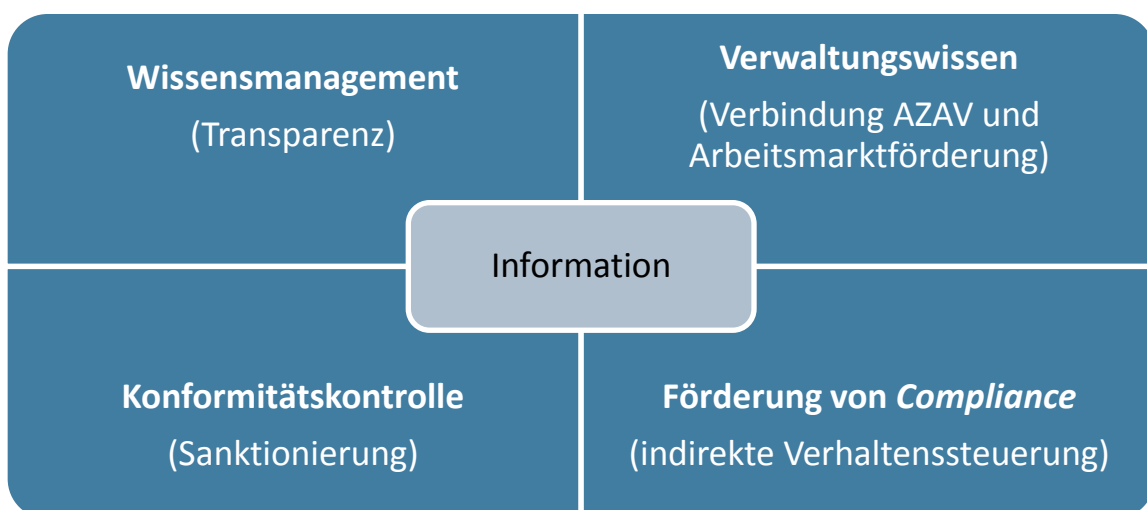 Wissensmanagement
(Transparenz)
Verwaltungswissen
(Verbindung AZAV und
Arbeitsmarktförderung)
Information
Konformitätskontrolle
(Sanktionierung)
Förderung von Compliance
(indirekte Verhaltenssteuerung)